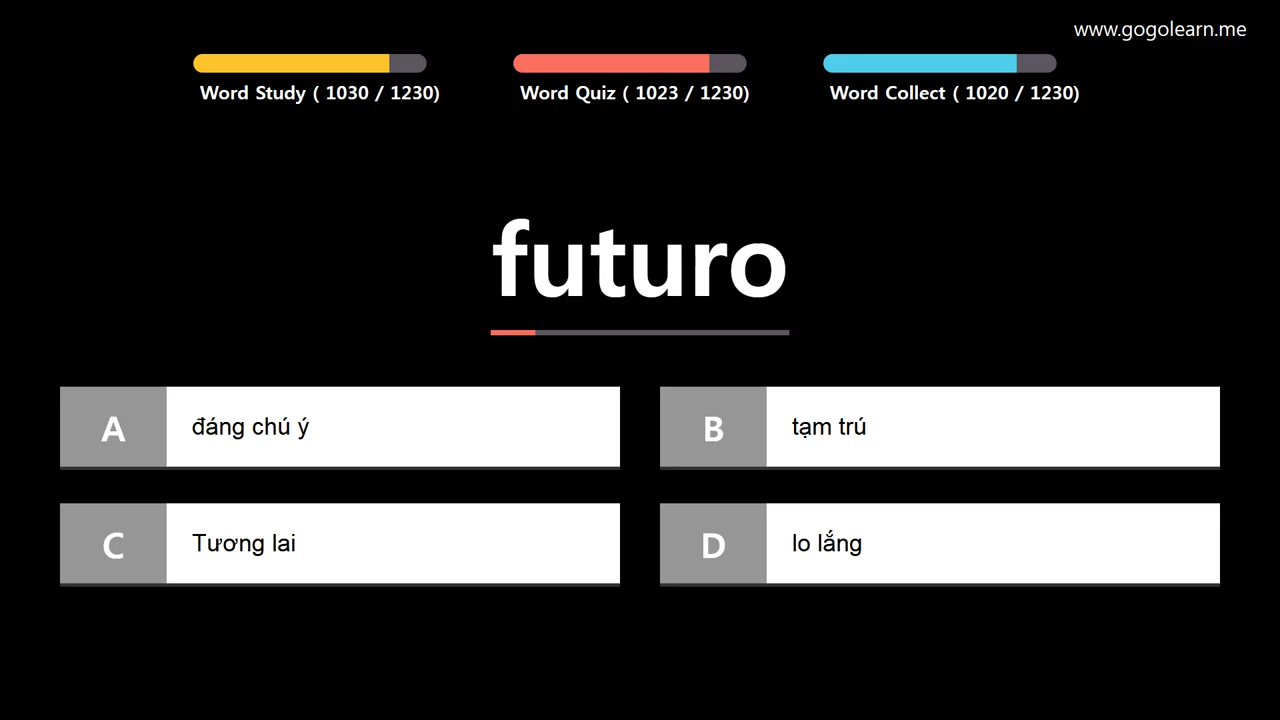 www.gogolearn.me
Word Study ( 1030 / 1230)
Word Quiz ( 1023 / 1230)
Word Collect ( 1020 / 1230)
futuro
A đáng chú ý
B tạm trú
C Tương lai
D lo lắng